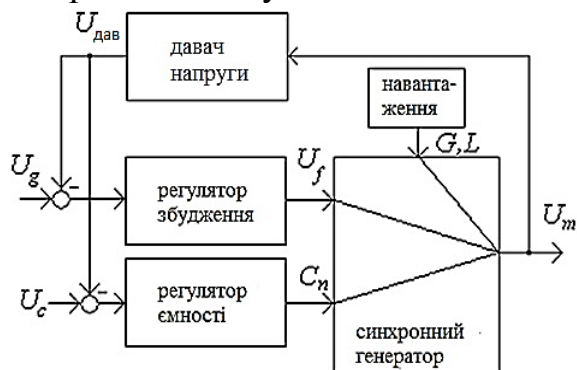 U_дав
давач
напруги
наванта-
ження
G,L
U_g
-
регулятор
збудження
U_f
U_m
U_c
-
регулятор
ємності
C_n
синхронний
генератор